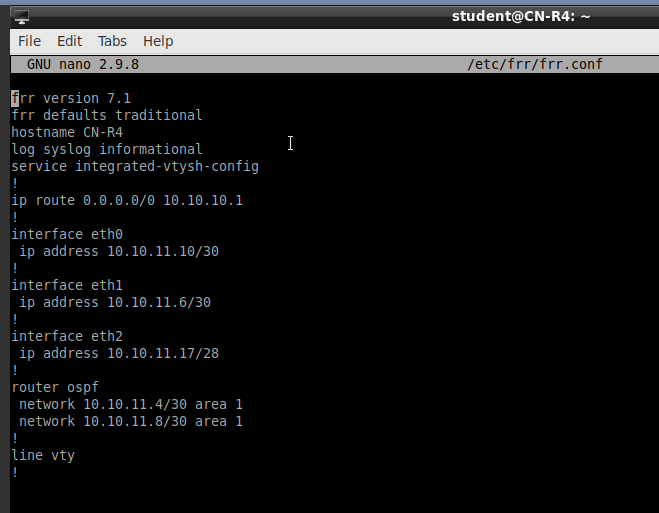 student@CN-R4: ~
File Edit Tabs Help
GNU nano 2.9.8 /etc/frr/frr.conf
frr version 7.1
frr defaults traditional
hostname CN-R4
log syslog informational
service integrated-vtysh-config
!
ip route 0.0.0.0/0 10.10.10.1
!
interface eth0
 ip address 10.10.11.10/30
!
interface eth1
 ip address 10.10.11.6/30
!
interface eth2
 ip address 10.10.11.17/28
!
router ospf
 network 10.10.11.4/30 area 1
 network 10.10.11.8/30 area 1
!
line vty
!